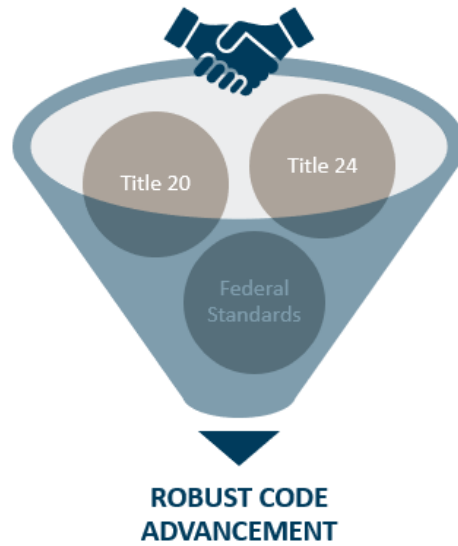 Title 20
Title 24
Federal
Standards
ROBUST CODE
ADVANCEMENT